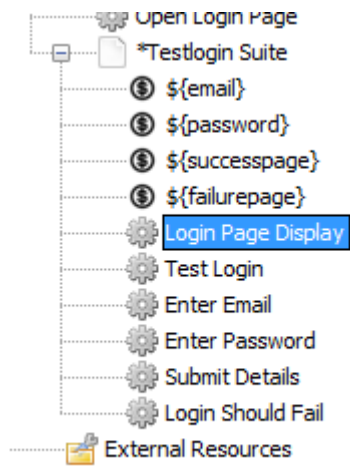 Open Login Page
*Testlogin Suite
${email}
${password}
${successpage}
${failurepage}
Login Page Display
Test Login
Enter Email
Enter Password
Submit Details
Login Should Fail
External Resources